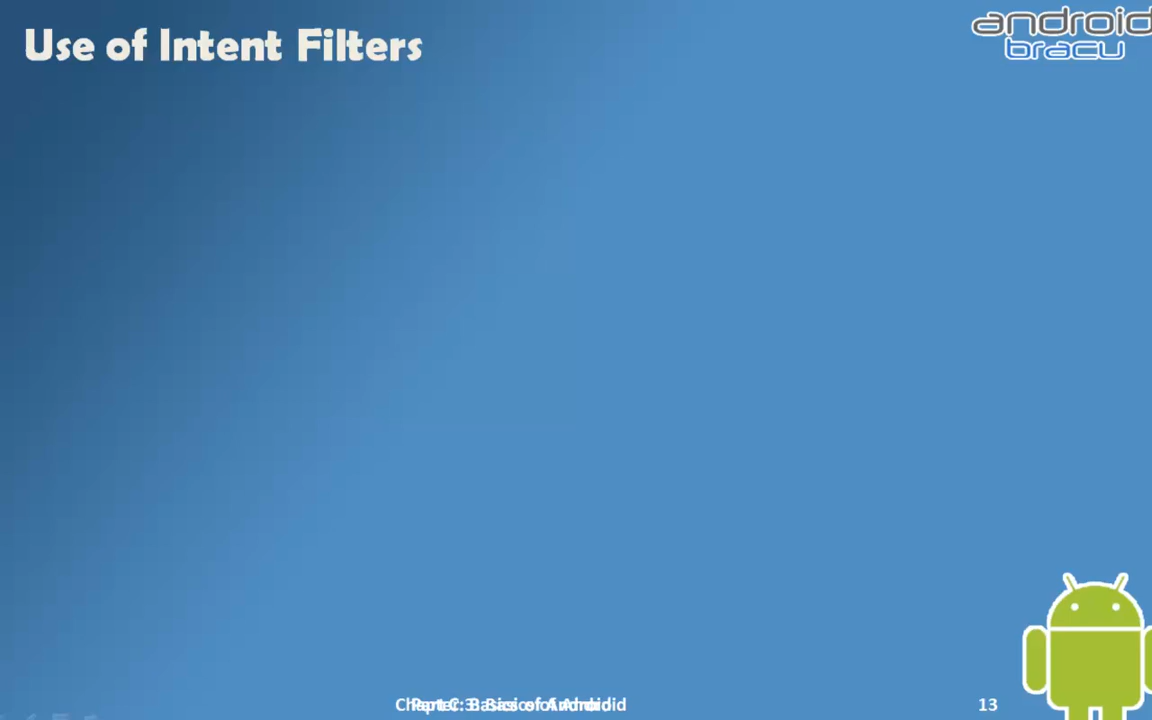 Use of Intent Filters
android
bracu
13